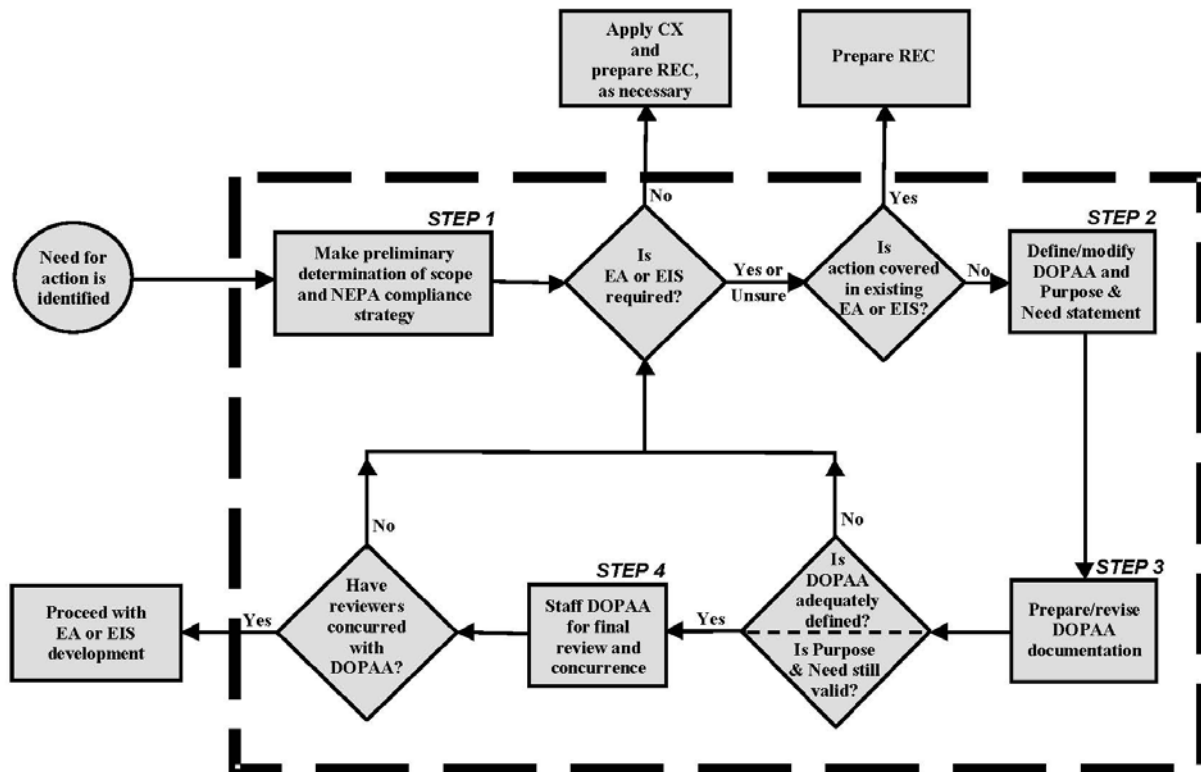 Apply CX
and
prepare REC,
as necessary
Prepare REC
No
Yes
STEP 1
STEP 2
Need for
action is
identified
Make preliminary
determination of scope
and NEPA compliance
strategy
Is
EA or EIS
required?
Yes or
Unsure
Is
action covered
in existing
EA or EIS?
No
Define/modify
DOPAA and
Purpose &
Need statement
No
No
STEP 4
STEP 3
Proceed with
EA or EIS
development
Yes
Have
reviewers
concurred
with
DOPAA?
Staff DOPAA
for final
review and
concurrence
Yes
Is
DOPAA
adequately
defined?
Is Purpose
& Need still
valid?
Prepare/revise
DOPAA
documentation